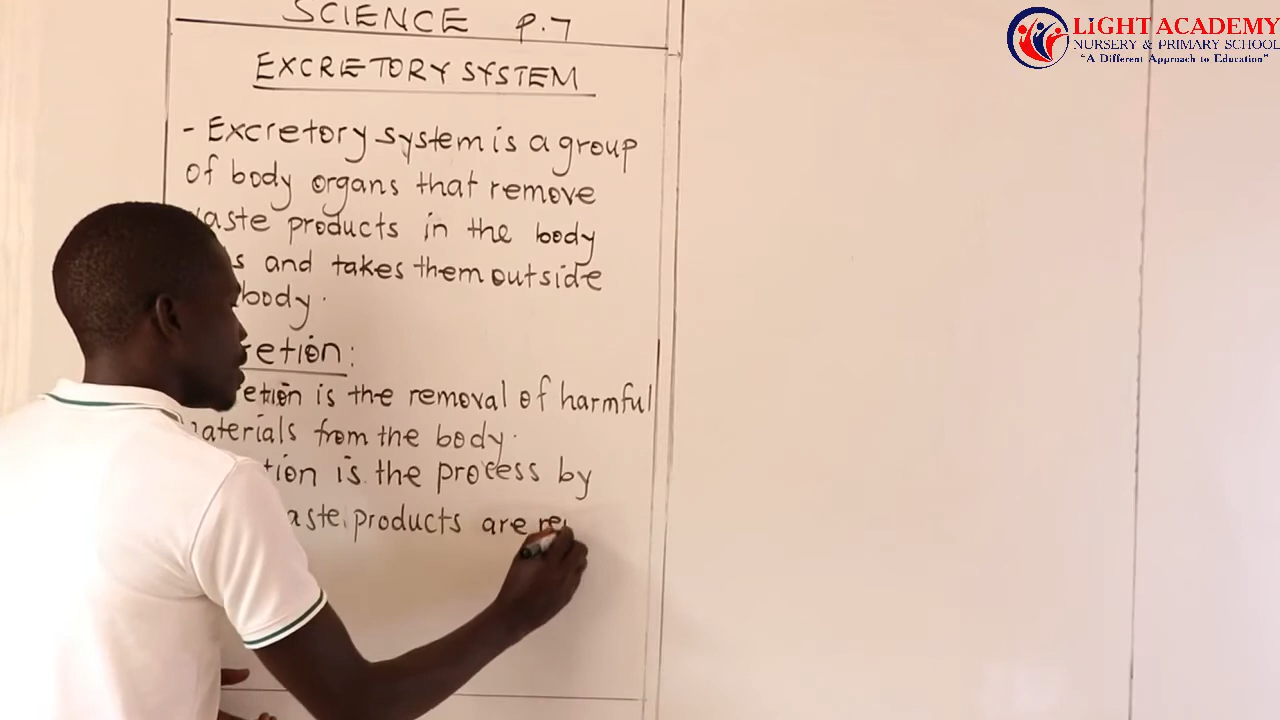 SCIENCE P.7
EXCRETORY SYSTEM
- Excretory system is a group
of body organs that remove
waste products in the body
and takes them outside
body.
retion:
retion is the removal of harmful
materials from the body.
tion is the process by
aste products are re
LIGHT ACADEMY
NURSERY & PRIMARY SCHOOL
"A Different Approach to Education"